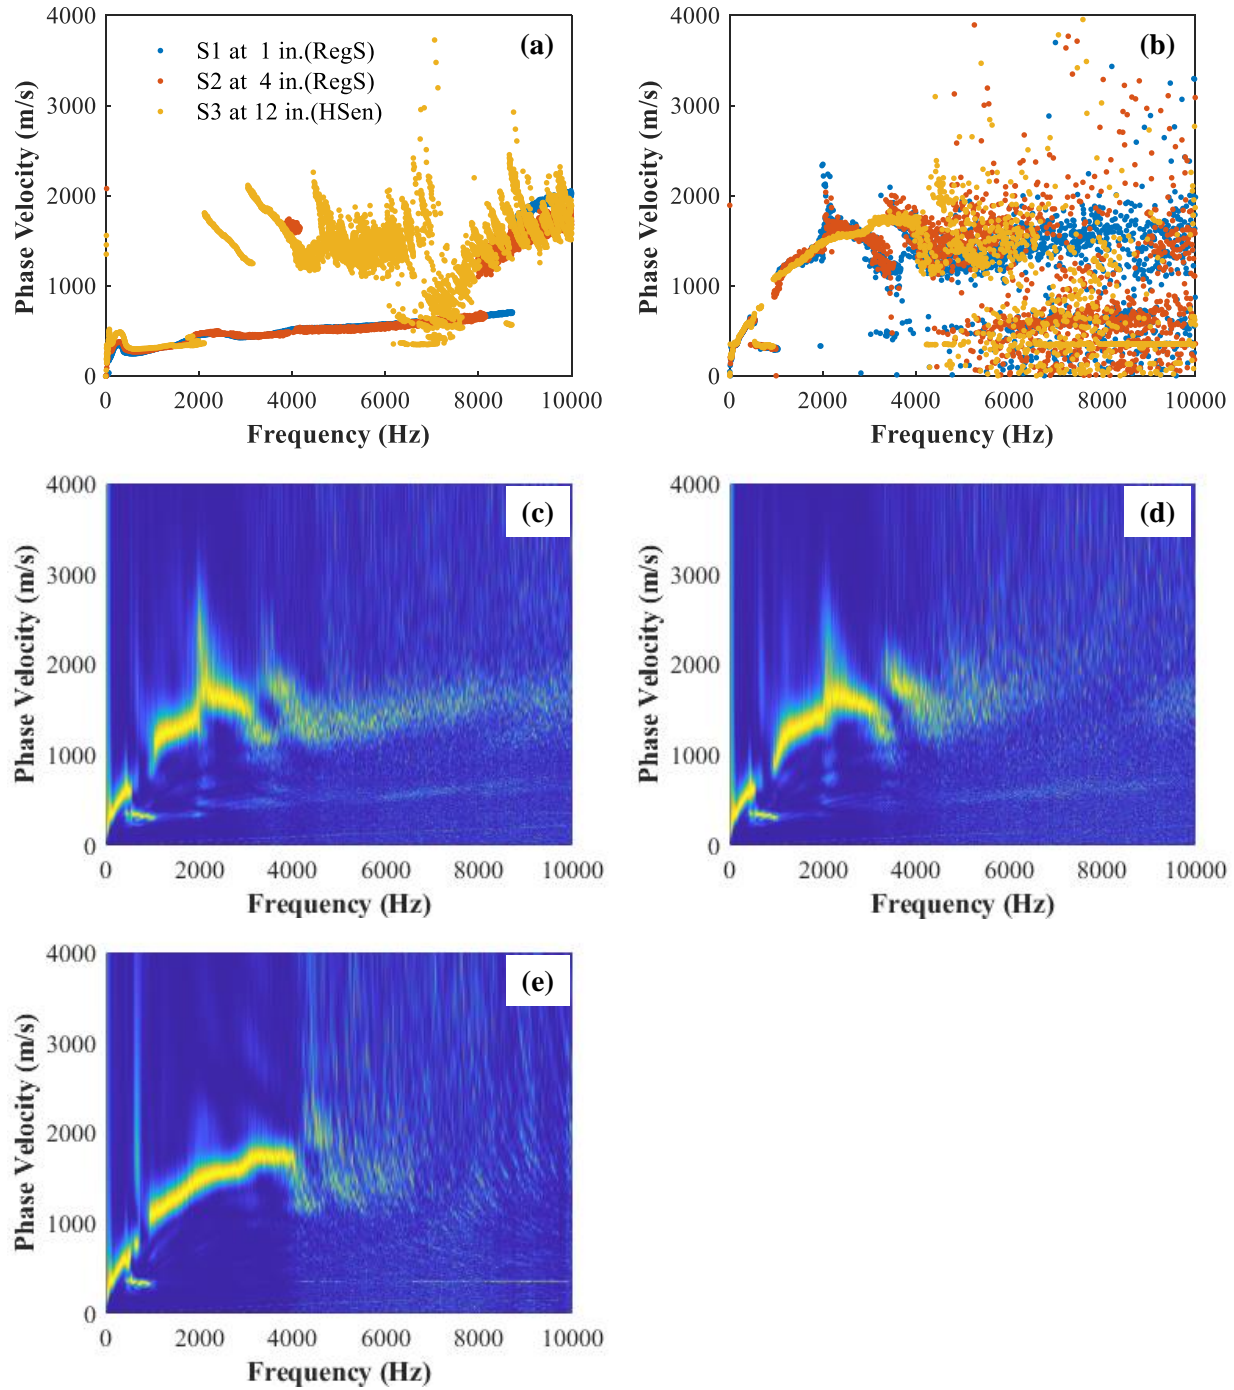 (a)
4000
3000
2000
1000
0
0 2000 4000 6000 8000 10000
Phase Velocity (m/s)
Frequency (Hz)
S1 at 1 in.(RegS)
S2 at 4 in.(RegS)
S3 at 12 in.(HSen)
(b)
4000
3000
2000
1000
0
0 2000 4000 6000 8000 10000
Phase Velocity (m/s)
Frequency (Hz)
(c)
4000
3000
2000
1000
0
0 2000 4000 6000 8000 10000
Phase Velocity (m/s)
Frequency (Hz)
(d)
4000
3000
2000
1000
0
0 2000 4000 6000 8000 10000
Phase Velocity (m/s)
Frequency (Hz)
(e)
4000
3000
2000
1000
0
0 2000 4000 6000 8000 10000
Phase Velocity (m/s)
Frequency (Hz)